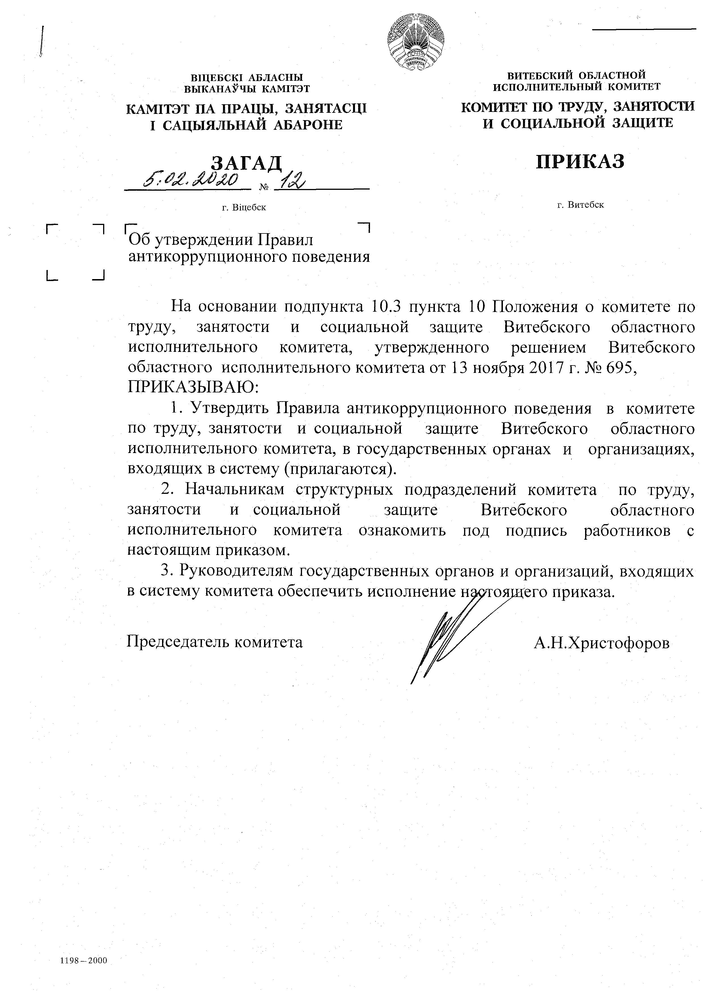 РЭСПУБЛІКА
БЕЛАРУСЬ
ВІЦЕБСКІ АБЛАСНЫ
ВЫКАНАЎЧЫ КАМІТЭТ
КАМІТЭТ ПА ПРАЦЫ, ЗАНЯТАСЦІ
І САЦЫЯЛЬНАЙ АБАРОНЕ
ЗАГАД
5.02.2020 № 12
г. Віцебск
ВИТЕБСКИЙ ОБЛАСТНОЙ
ИСПОЛНИТЕЛЬНЫЙ КОМИТЕТ
КОМИТЕТ ПО ТРУДУ, ЗАНЯТОСТИ
И СОЦИАЛЬНОЙ ЗАЩИТЕ
ПРИКАЗ
г. Витебск
Об утверждении Правил
антикоррупционного поведения
На основании подпункта 10.3 пункта 10 Положения о комитете по
труду, занятости и социальной защите Витебского областного
исполнительного комитета, утвержденного решением Витебского
областного исполнительного комитета от 13 ноября 2017 г. № 695,
ПРИКАЗЫВАЮ:
1. Утвердить Правила антикоррупционного поведения в комитете
по труду, занятости и социальной защите Витебского областного
исполнительного комитета, в государственных органах и организациях,
входящих в систему (прилагаются).
2. Начальникам структурных подразделений комитета по труду,
занятости и социальной защите Витебского областного
исполнительного комитета ознакомить под подпись работников с
настоящим приказом.
3. Руководителям государственных органов и организаций, входящих
в систему комитета обеспечить исполнение настоящего приказа.
Председатель комитета А.Н.Христофоров
1198–2000